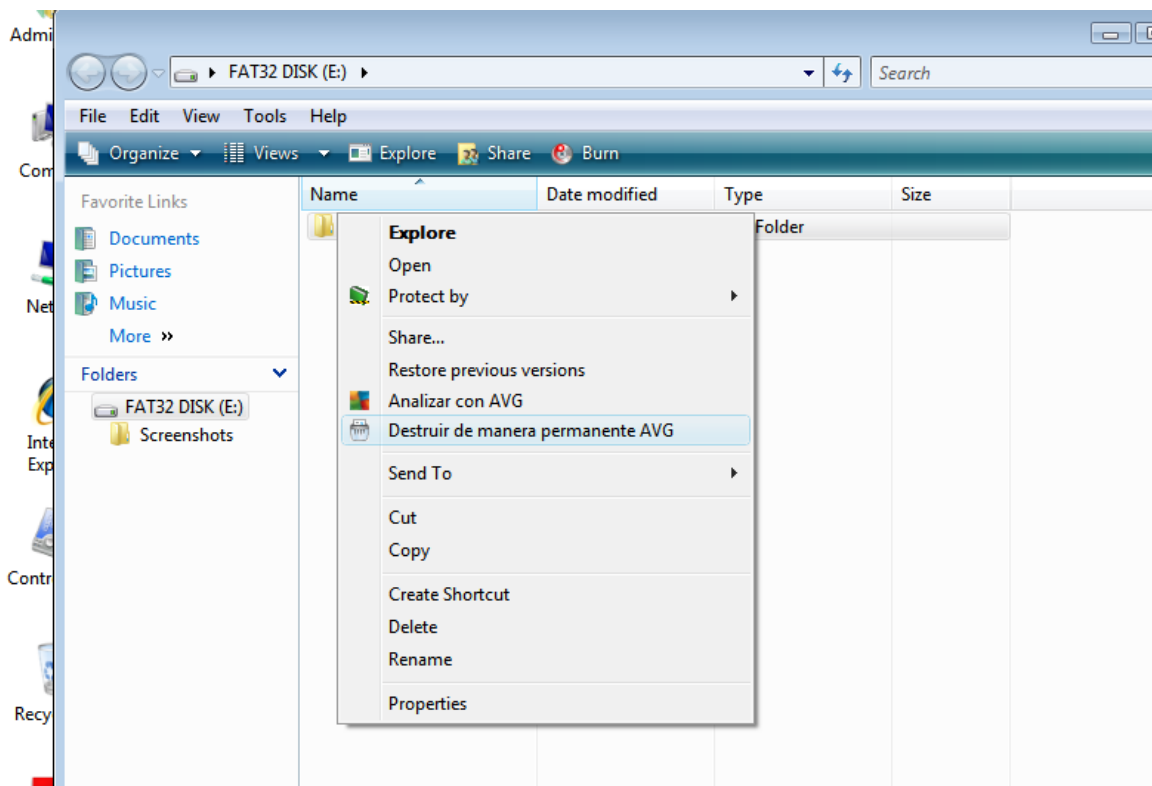 Admi
FAT32 DISK (E:)
Search
File Edit View Tools Help
Organize Views Explore Share Burn
Com
Favorite Links
Name Date modified Type Size
Documents
Folder
Pictures
Music
More »
Net
Folders
FAT32 DISK (E:)
Screenshots
Inte
Exp
Contr
Recy
Explore
Open
Protect by
Share...
Restore previous versions
Analizar con AVG
Destruir de manera permanente AVG
Send To
Cut
Copy
Create Shortcut
Delete
Rename
Properties